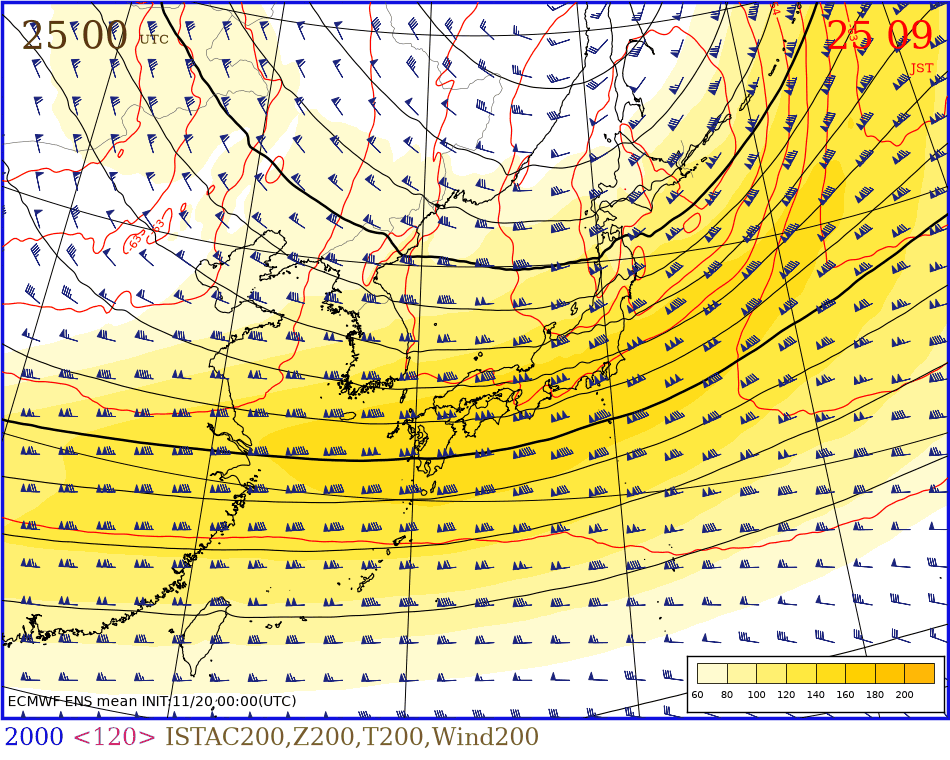 25 00 UTC
25 09
JST
-63
-63
60 80 100 120 140 160 180 200
ECMWF ENS mean INIT:11/20 00:00(UTC)
2000 <120> ISTAC200,Z200,T200,Wind200